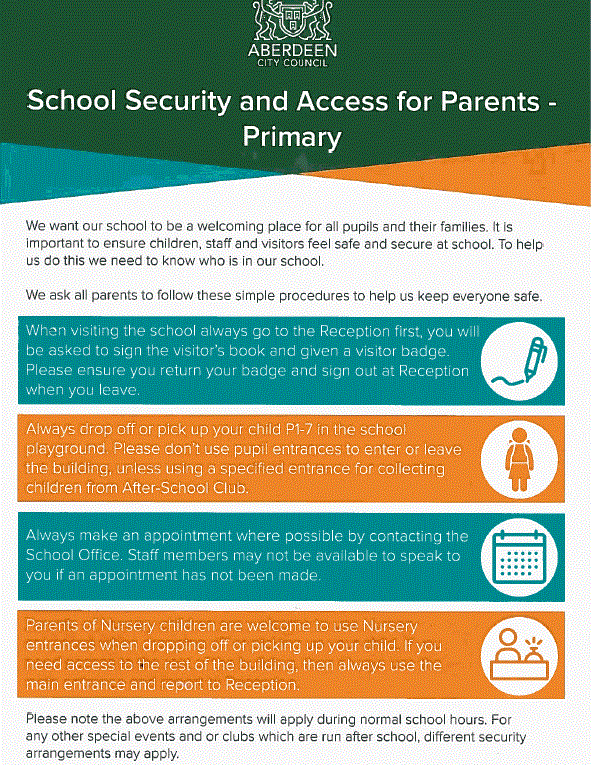 ABERDEEN
CITY COUNCIL
School Security and Access for Parents -
Primary
We want our school to be a welcoming place for all pupils and their families. It is
important to ensure children, staff and visitors feel safe and secure at school. To help
us do this we need to know who is in our school.
We ask all parents to follow these simple procedures to help us keep everyone safe.
When visiting the school always go to the Reception first, you will
be asked to sign the visitor's book and given a visitor badge.
Please ensure you return your badge and sign out at Reception
when you leave.
Always drop off or pick up your child P1-7 in the school
playground. Please don't use pupil entrances to enter or leave
the building, unless using a specified entrance for collecting
children from After-School Club.
Always make an appointment where possible by contacting the
School Office. Staff members may not be available to speak to
you if an appointment has not been made.
Parents of Nursery children are welcome to use Nursery
entrances when dropping off or picking up your child. If you
need access to the rest of the building, then always use the
main entrance and report to Reception.
Please note the above arrangements will apply during normal school hours. For
any other special events and or clubs which are run after school, different security
arrangements may apply.